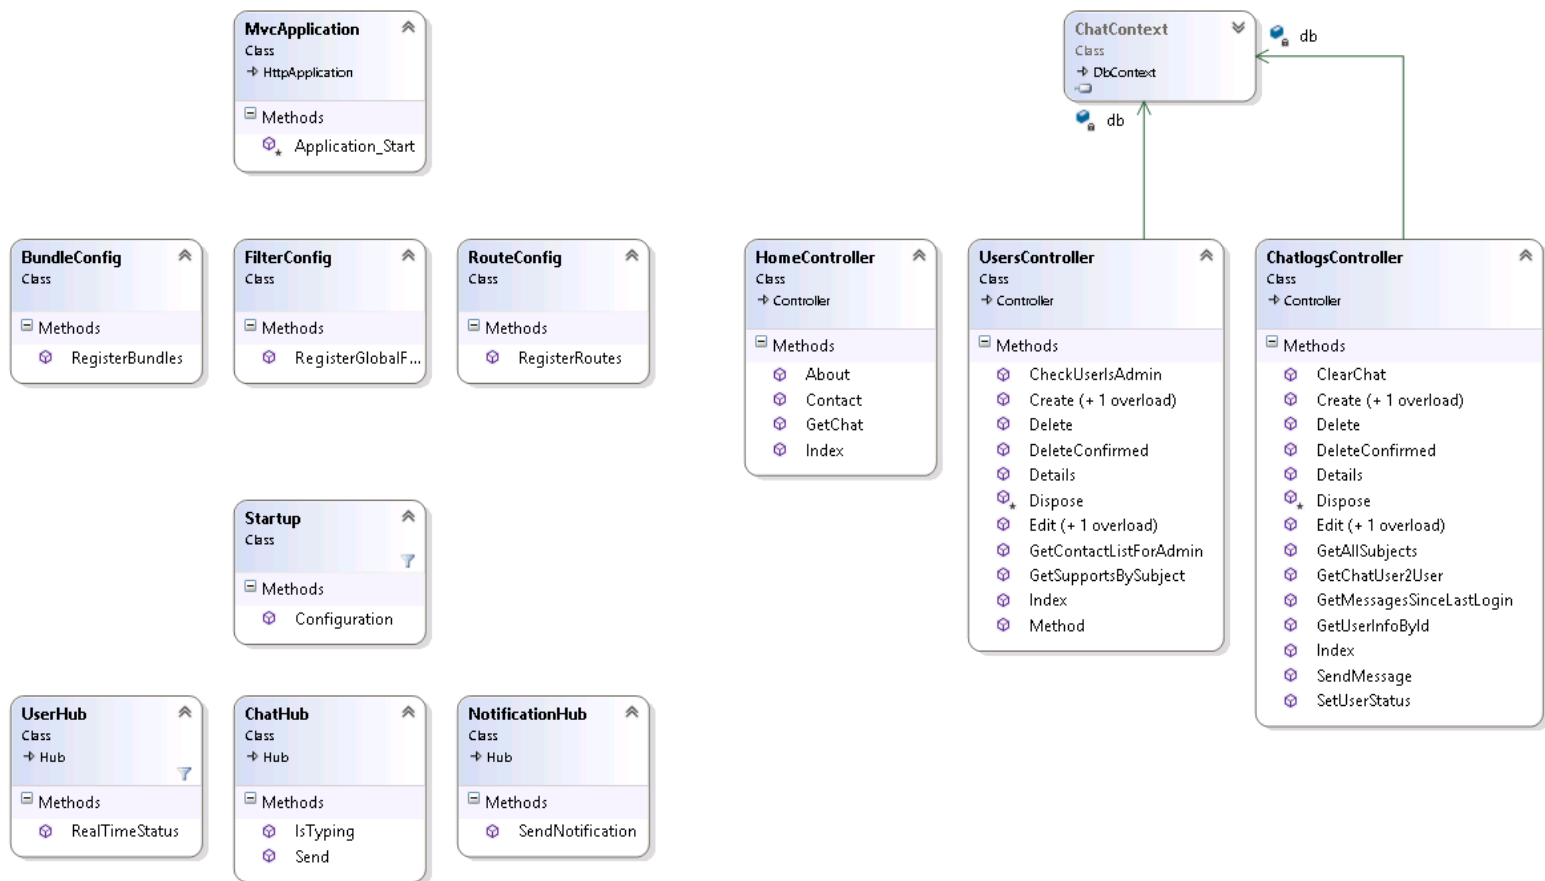 MvcApplication
Class
HttpApplication
Methods
Application_Start
ChatContext
Class
DbContext
db
db
BundleConfig
Class
Methods
RegisterBundles
FilterConfig
Class
Methods
RegisterGlobalF...
RouteConfig
Class
Methods
RegisterRoutes
HomeController
Class
Controller
Methods
About
Contact
GetChat
Index
UsersController
Class
Controller
Methods
CheckUserIsAdmin
Create (+ 1 overload)
Delete
DeleteConfirmed
Details
Dispose
Edit (+ 1 overload)
GetContactListForAdmin
GetSupportsBySubject
Index
Method
ChatlogsController
Class
Controller
Methods
ClearChat
Create (+ 1 overload)
Delete
DeleteConfirmed
Details
Dispose
Edit (+ 1 overload)
GetAllSubjects
GetChatUser2User
GetMessagesSinceLastLogin
GetUserInfoById
Index
SendMessage
SetUserStatus
Startup
Class
Methods
Configuration
UserHub
Class
Hub
Methods
RealTimeStatus
ChatHub
Class
Hub
Methods
IsTyping
Send
NotificationHub
Class
Hub
Methods
SendNotification